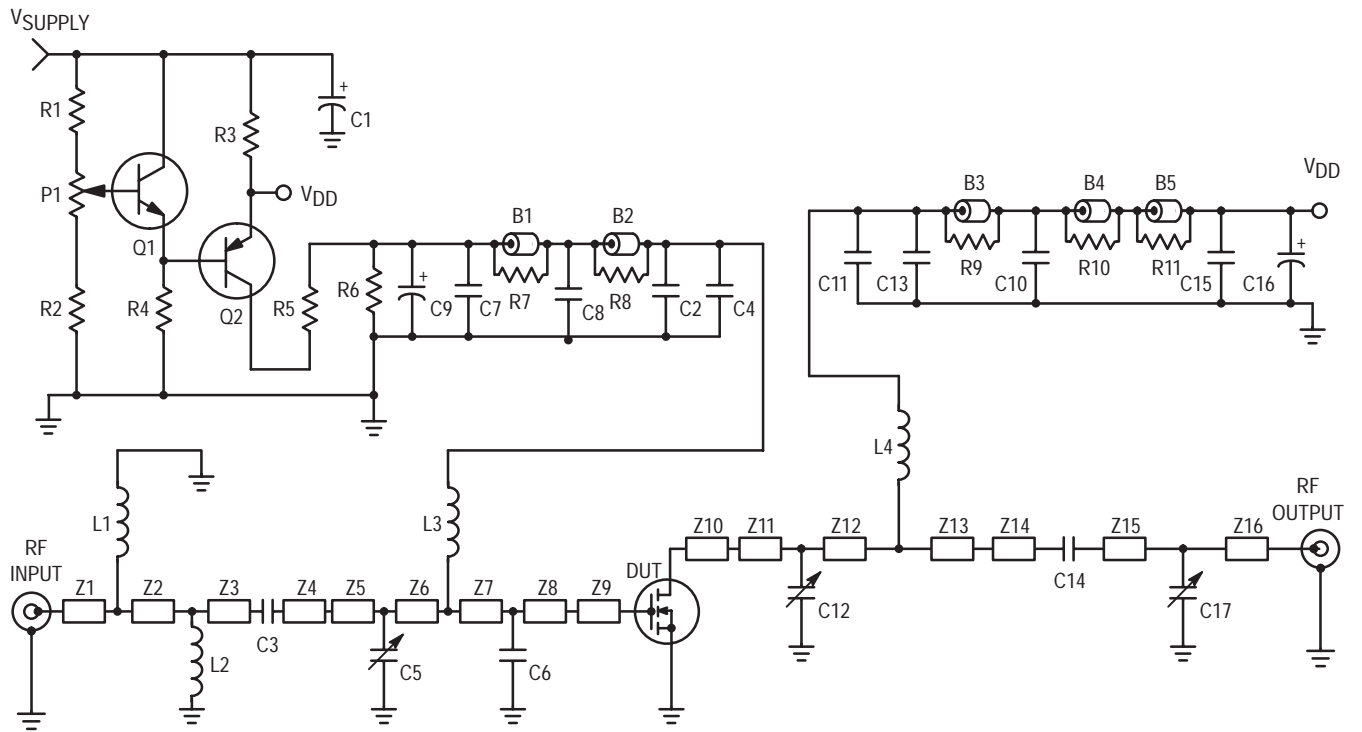 VSUPPLY
R1
R3
+
C1
P1
Q1
VDD
R2
R4
Q2
R5
R6
+
C9
C7
B1
R7
C8
B2
R8
C2
C4
B3
B4
B5
VDD
C11
C13
R9
C10
R10
R11
C15
C16
+
L4
L1
L3
RF
INPUT
Z1
Z2
Z3
Z4
Z5
Z6
Z7
Z8
Z9
C3
L2
C5
C6
DUT
Z10
Z11
Z12
Z13
Z14
Z15
Z16
C12
C14
C17
RF
OUTPUT